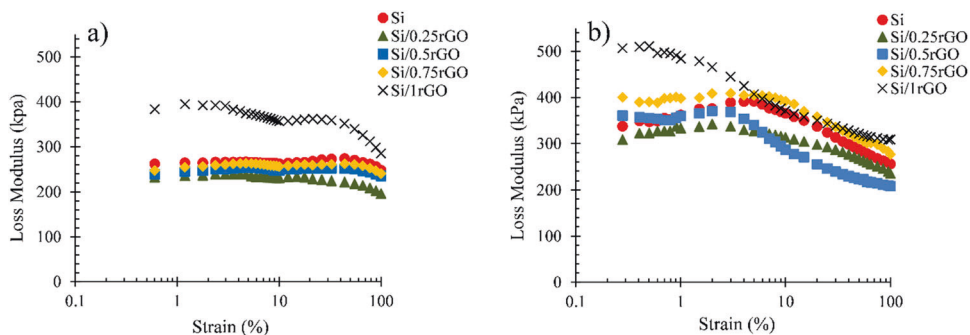 a)
Si
Si/0.25rGO
Si/0.5rGO
Si/0.75rGO
Si/1rGO
Loss Modulus (kpa)
500
400
300
200
100
0
0.1
1
10
100
Strain (%)
b)
Si
Si/0.25rGO
Si/0.5rGO
Si/0.75rGO
Si/1rGO
Loss Modulus (kPa)
500
400
300
200
100
0
0.1
1
10
100
Strain (%)